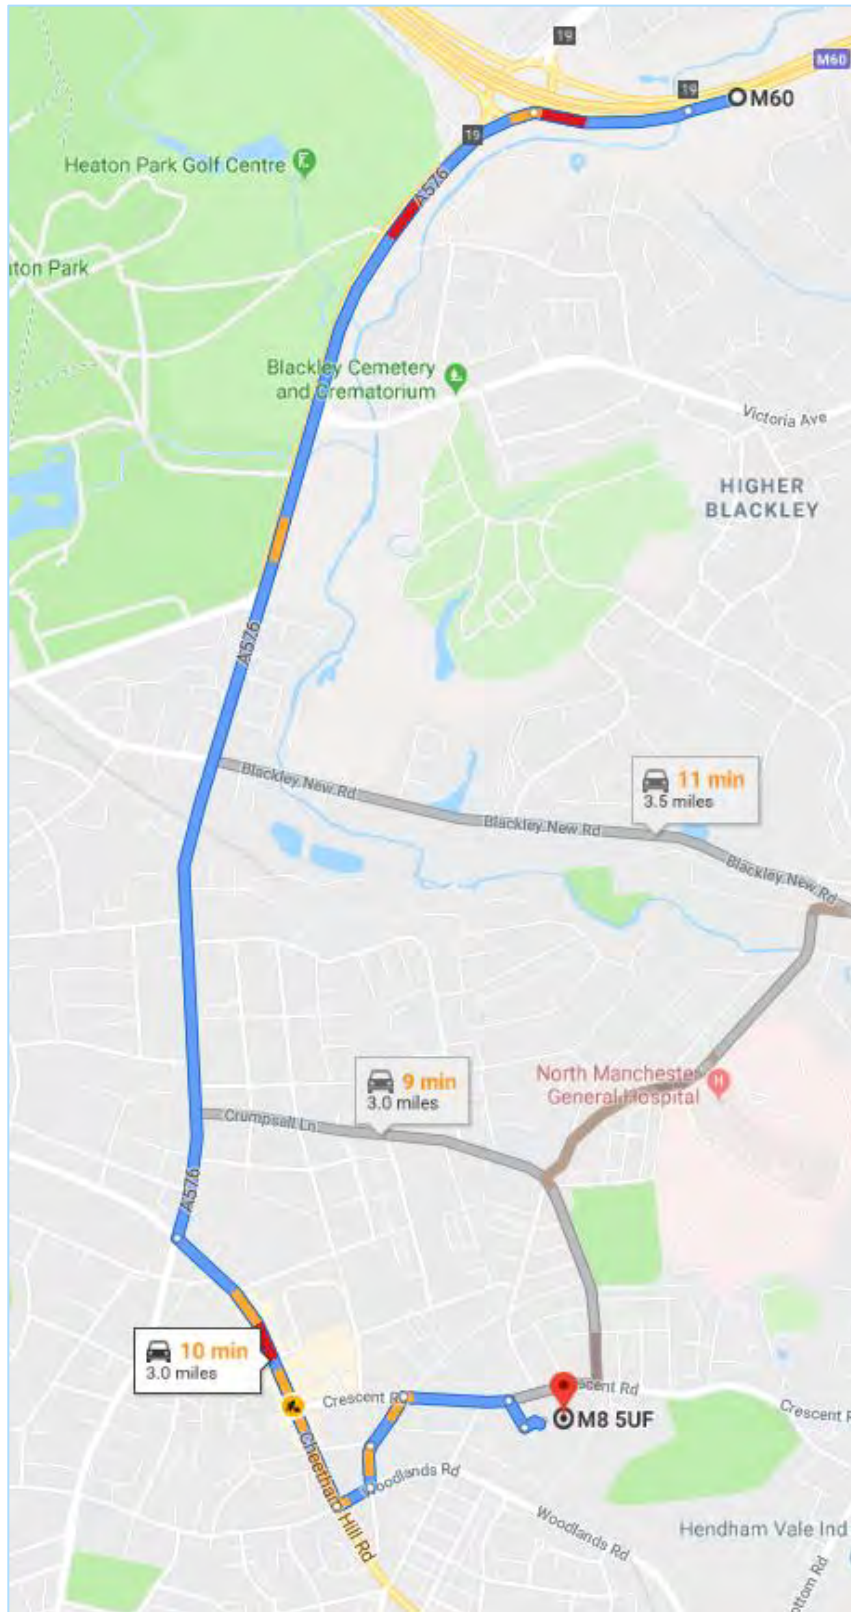 19
M60
19
M60
19
A576
Heaton Park Golf Centre
aton Park
Blackley Cemetery
and Crematorium
Victoria Ave
HIGHER
BLACKLEY
A576
Blackley New Rd
11 min
3.5 miles
Blackley New Rd
Blackley New Rd
9 min
3.0 miles
North Manchester
General Hospital
Crumpsall Ln
A576
10 min
3.0 miles
Crescent Rd
escent Rd
Crescent R
M8 5UF
Cheetham Hill Rd
Woodlands Rd
Woodlands Rd
Hendham Vale Ind
ottom Rd